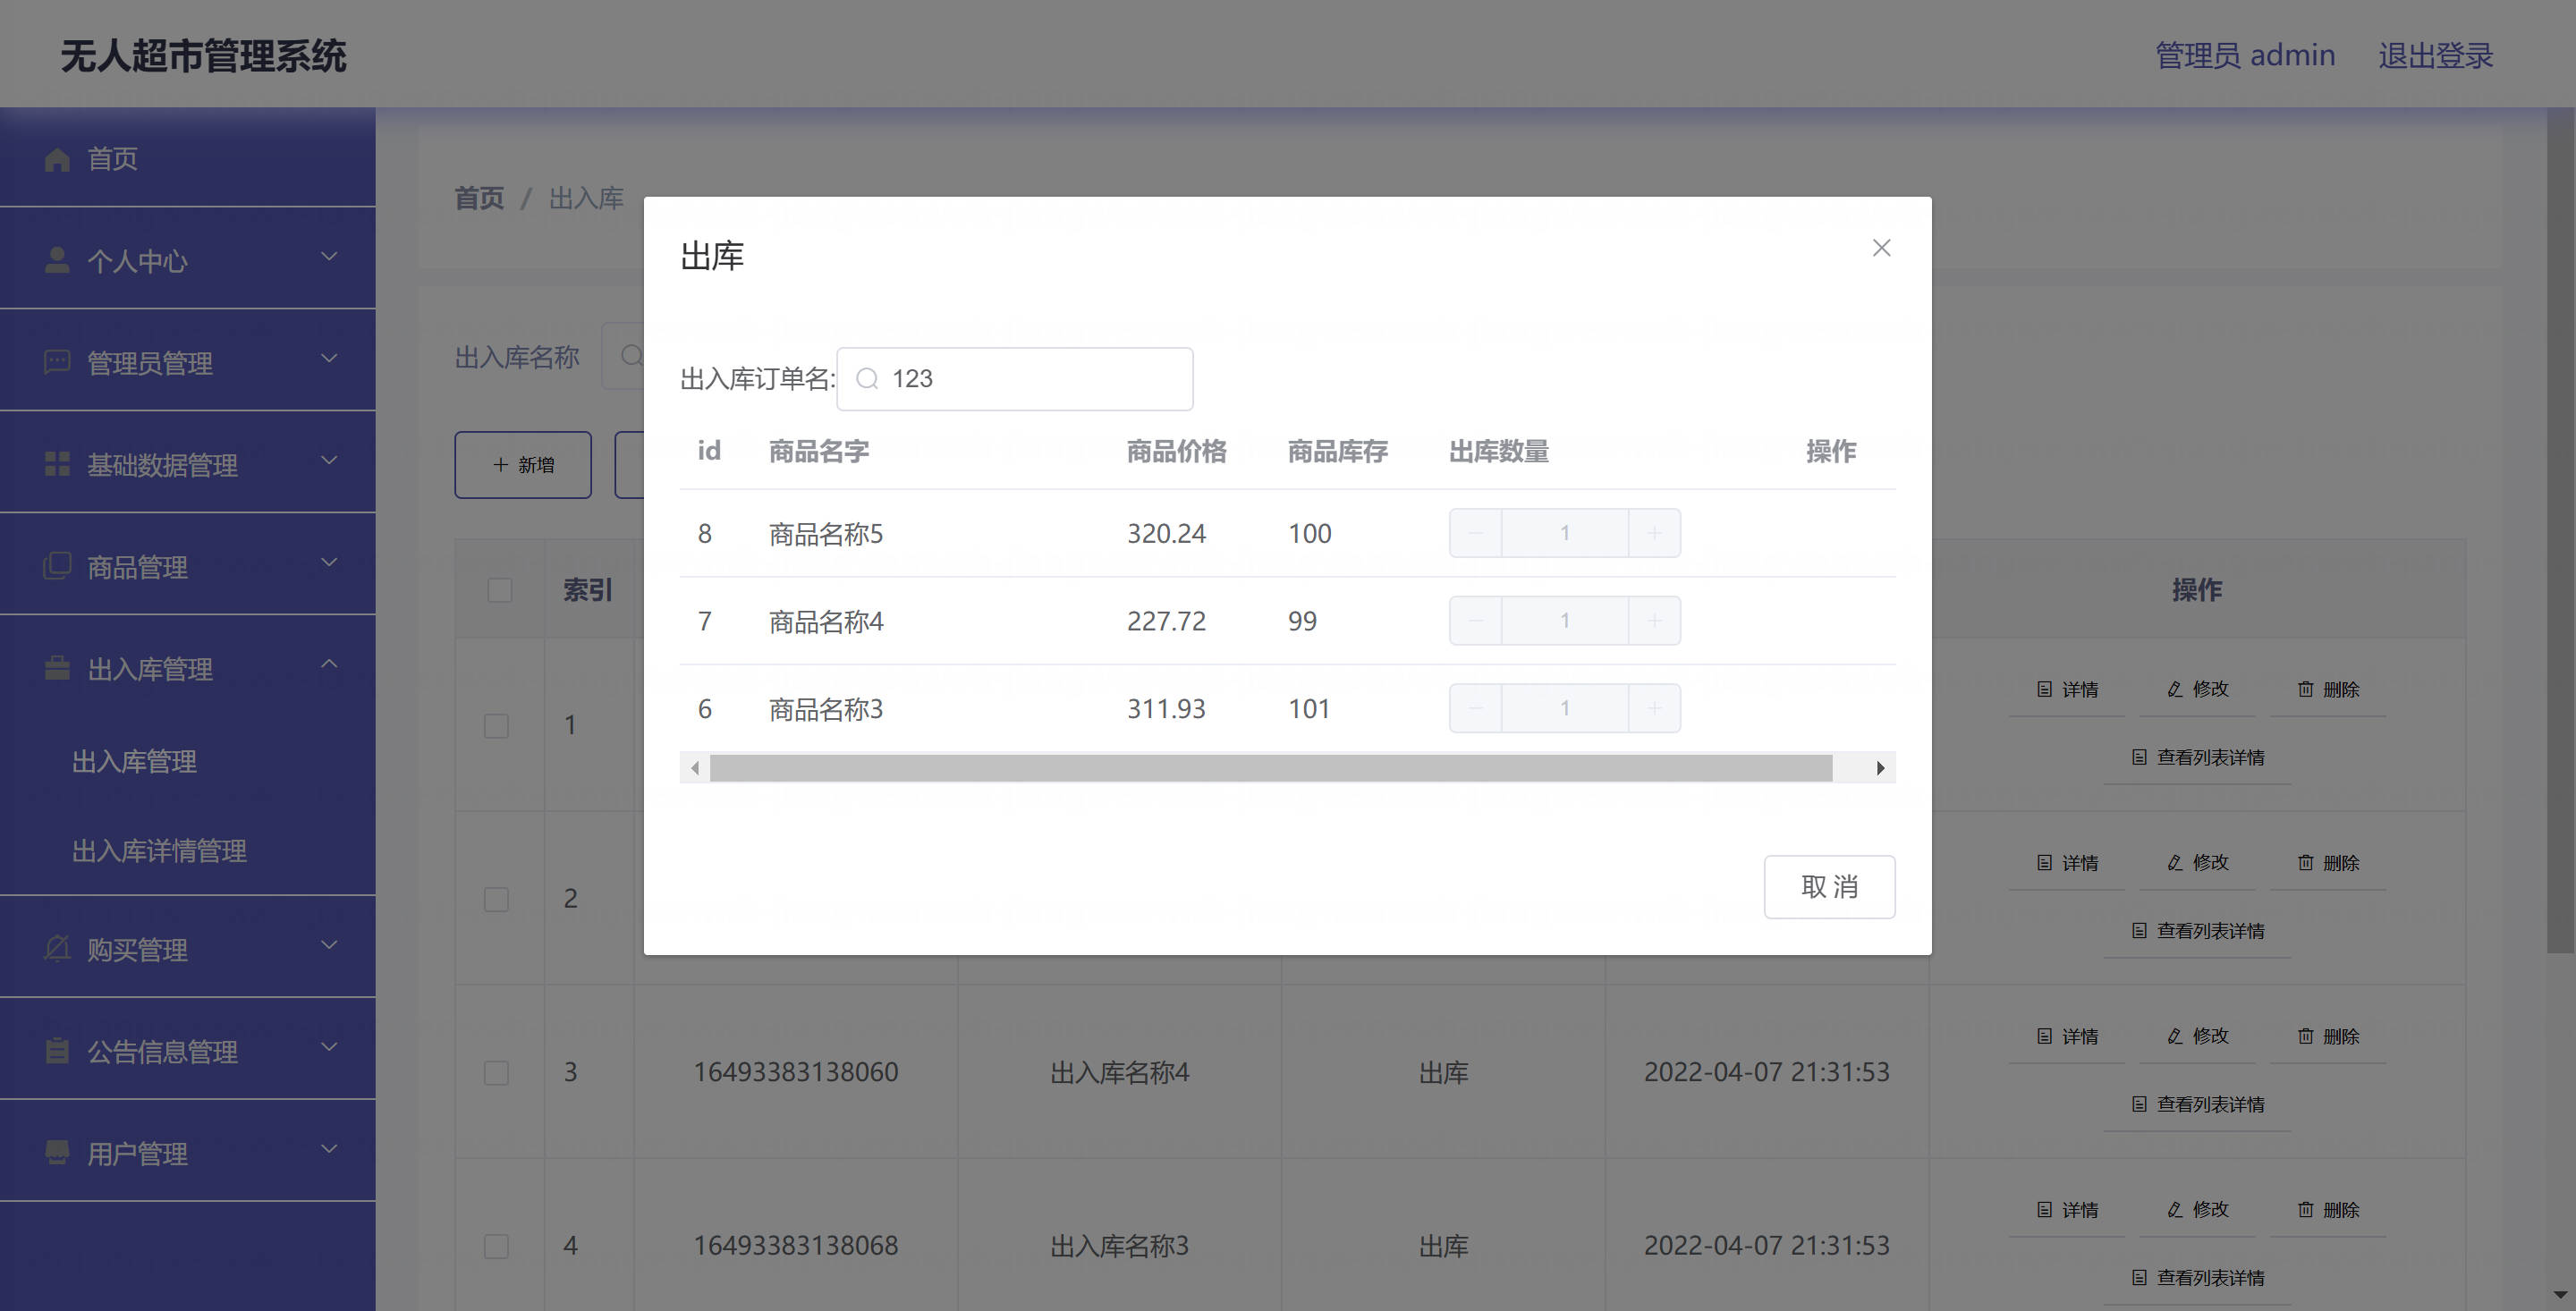 无人超市管理系统
管理员 admin 退出登录
首页
个人中心
管理员管理
基础数据管理
商品管理
出入库管理
出入库管理
出入库详情管理
购买管理
公告信息管理
用户管理
首页 / 出入库
出入库名称
+ 新增
索引 操作
1 详情 修改 删除
查看列表详情
2 详情 修改 删除
查看列表详情
3 16493383138060 出入库名称4 出库 2022-04-07 21:31:53 详情 修改 删除
查看列表详情
4 16493383138068 出入库名称3 出库 2022-04-07 21:31:53 详情 修改 删除
查看列表详情
出库
出入库订单名: 123
id 商品名字 商品价格 商品库存 出库数量 操作
8 商品名称5 320.24 100 − 1 +
7 商品名称4 227.72 99 − 1 +
6 商品名称3 311.93 101 − 1 +
取 消